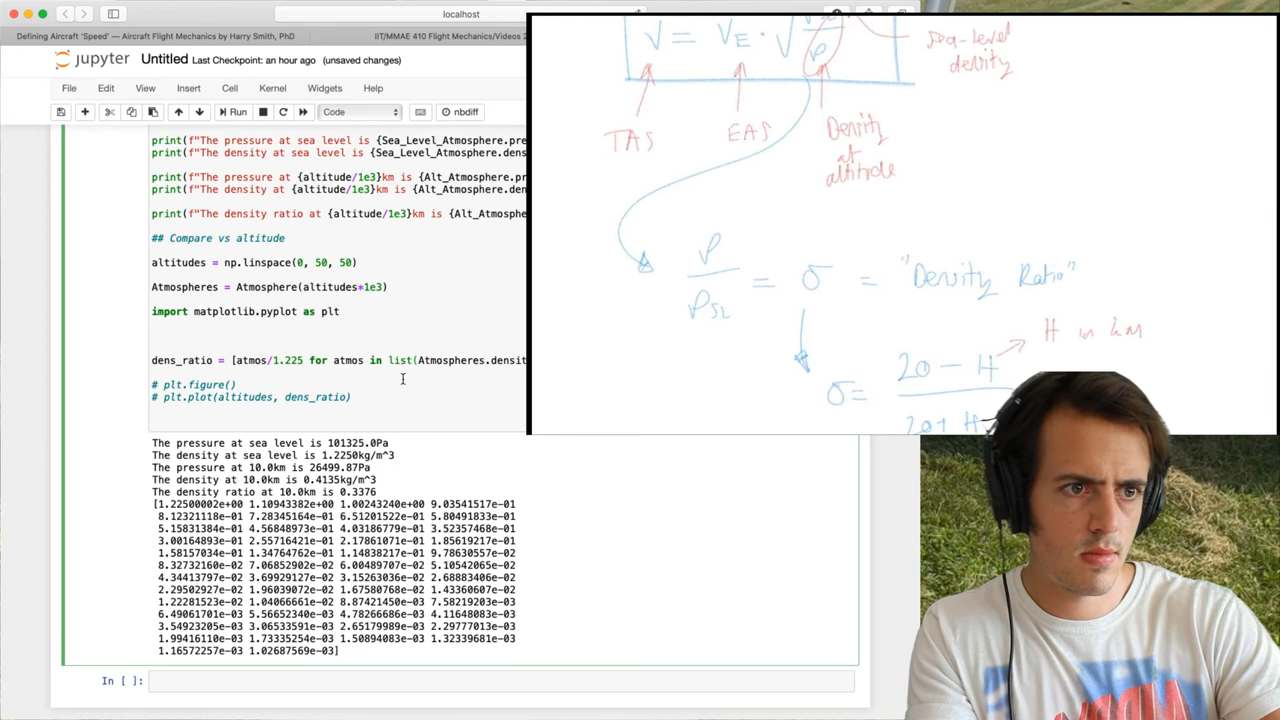 localhost
Defining Aircraft 'Speed' — Aircraft Flight Mechanics by Harry Smith, PhD
IIT/MMAE 410 Flight Mechanics/Videos 2
jupyter Untitled Last Checkpoint: an hour ago (unsaved changes)
File Edit View Insert Cell Kernel Widgets Help
Run Code nbdiff
print(f"The pressure at sea level is {Sea_Level_Atmosphere.pre
print(f"The density at sea level is {Sea_Level_Atmosphere.dens
print(f"The pressure at {altitude/1e3}km is {Alt_Atmosphere.pr
print(f"The density at {altitude/1e3}km is {Alt_Atmosphere.den
print(f"The density ratio at {altitude/1e3}km is {Alt_Atmosphe
## Compare vs altitude
altitudes = np.linspace(0, 50, 50)
Atmospheres = Atmosphere(altitudes*1e3)
import matplotlib.pyplot as plt
dens_ratio = [atmos/1.225 for atmos in list(Atmospheres.densit
# plt.figure()
# plt.plot(altitudes, dens_ratio)
The pressure at sea level is 101325.0Pa
The density at sea level is 1.2250kg/m^3
The pressure at 10.0km is 26499.87Pa
The density at 10.0km is 0.4135kg/m^3
The density ratio at 10.0km is 0.3376
[1.22500002e+00 1.10943382e+00 1.00243240e+00 9.03541517e-01
8.12321118e-01 7.28345164e-01 6.51201522e-01 5.80491833e-01
5.15831384e-01 4.56848973e-01 4.03186779e-01 3.52357468e-01
3.00164893e-01 2.55671421e-01 2.17861071e-01 1.85619217e-01
1.58157034e-01 1.34764762e-01 1.14838217e-01 9.78630557e-02
8.32732160e-02 7.06852902e-02 6.00489707e-02 5.10542065e-02
4.34413797e-02 3.69929127e-02 3.15263036e-02 2.68883406e-02
2.29502927e-02 1.96039072e-02 1.67580768e-02 1.43360607e-02
1.22281523e-02 1.04066661e-02 8.87421450e-03 7.58219203e-03
6.49061701e-03 5.56652340e-03 4.78266686e-03 4.11648083e-03
3.54923205e-03 3.06533591e-03 2.65179989e-03 2.29777013e-03
1.99416110e-03 1.73335254e-03 1.50894083e-03 1.32339681e-03
1.16572257e-03 1.02687569e-03]
In [ ]:
V = VE · √
ρ
sea-level
density
TAS
EAS
Density
at
altitude
ρ
ρSL
= σ = "Density Ratio"
H in km
σ =
20 - H
20 + H